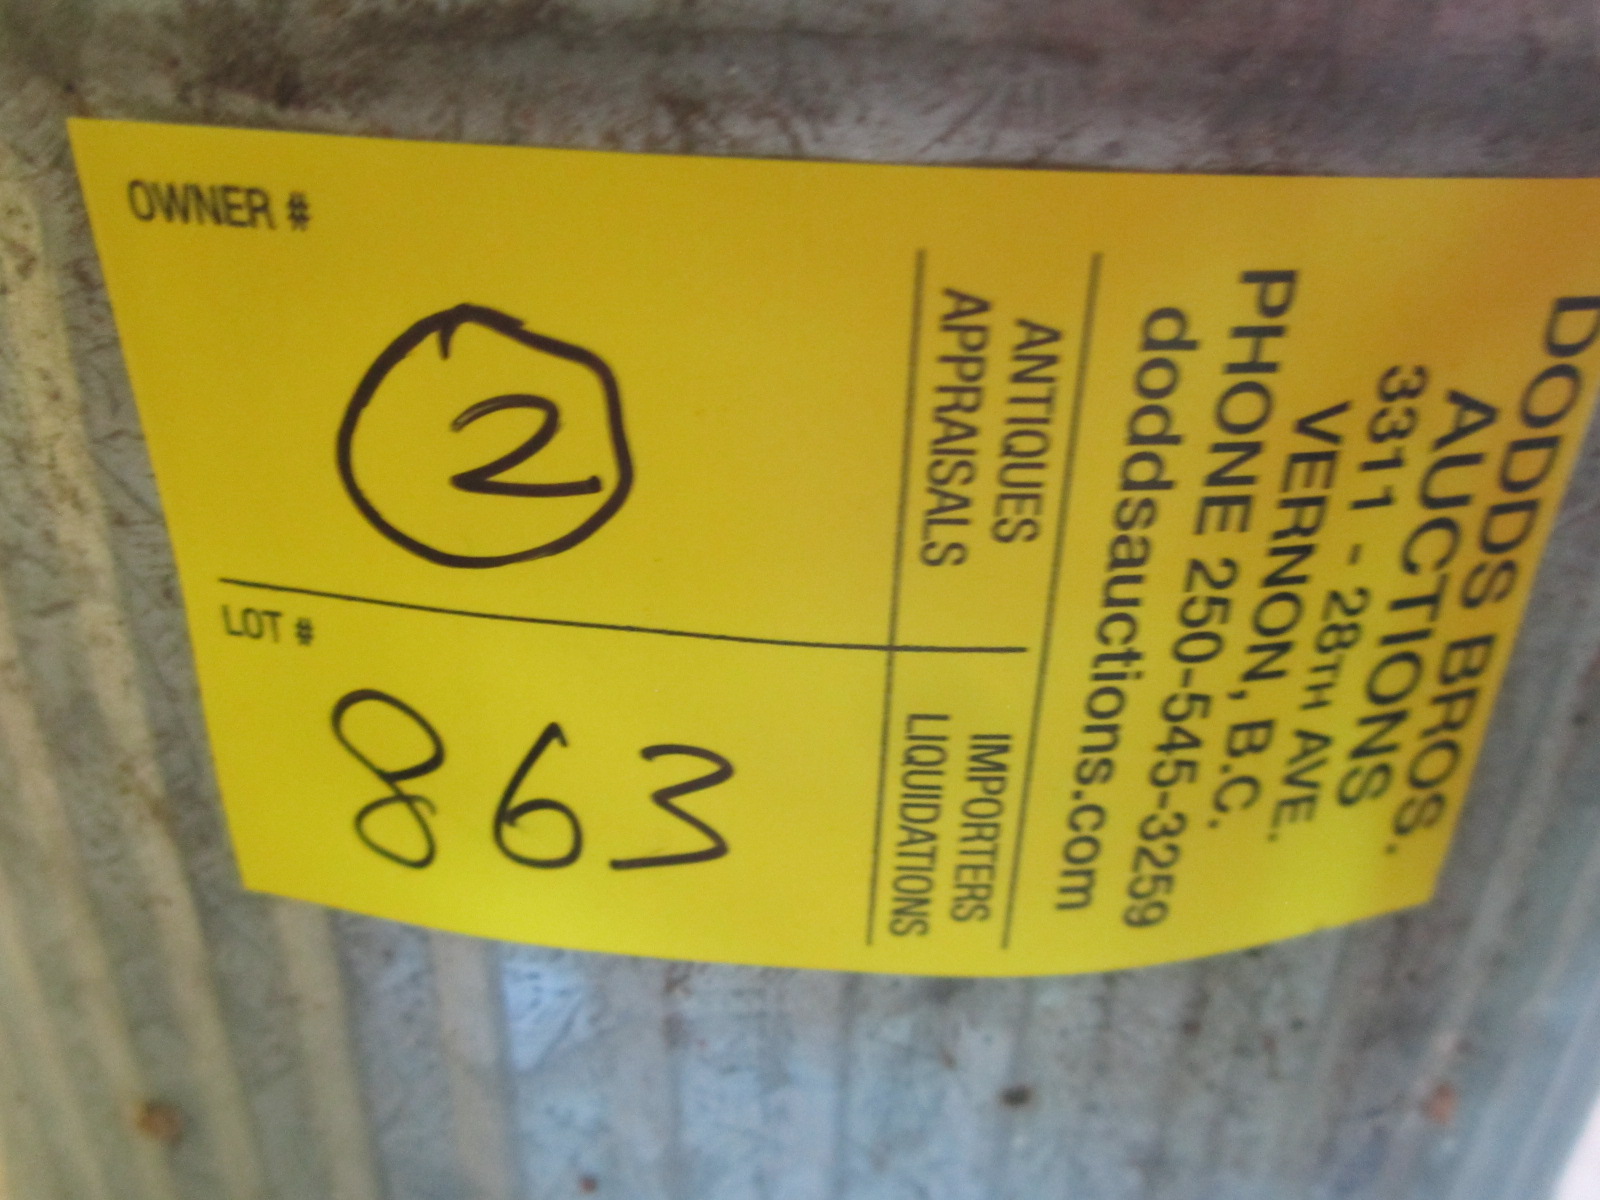 DODDS BROS.
AUCTIONS
3311 - 28TH AVE.
VERNON, B.C.
PHONE 250-545-3259
doddsauctions.com
ANTIQUES
APPRAISALS
IMPORTERS
LIQUIDATIONS
OWNER #
2
LOT #
863